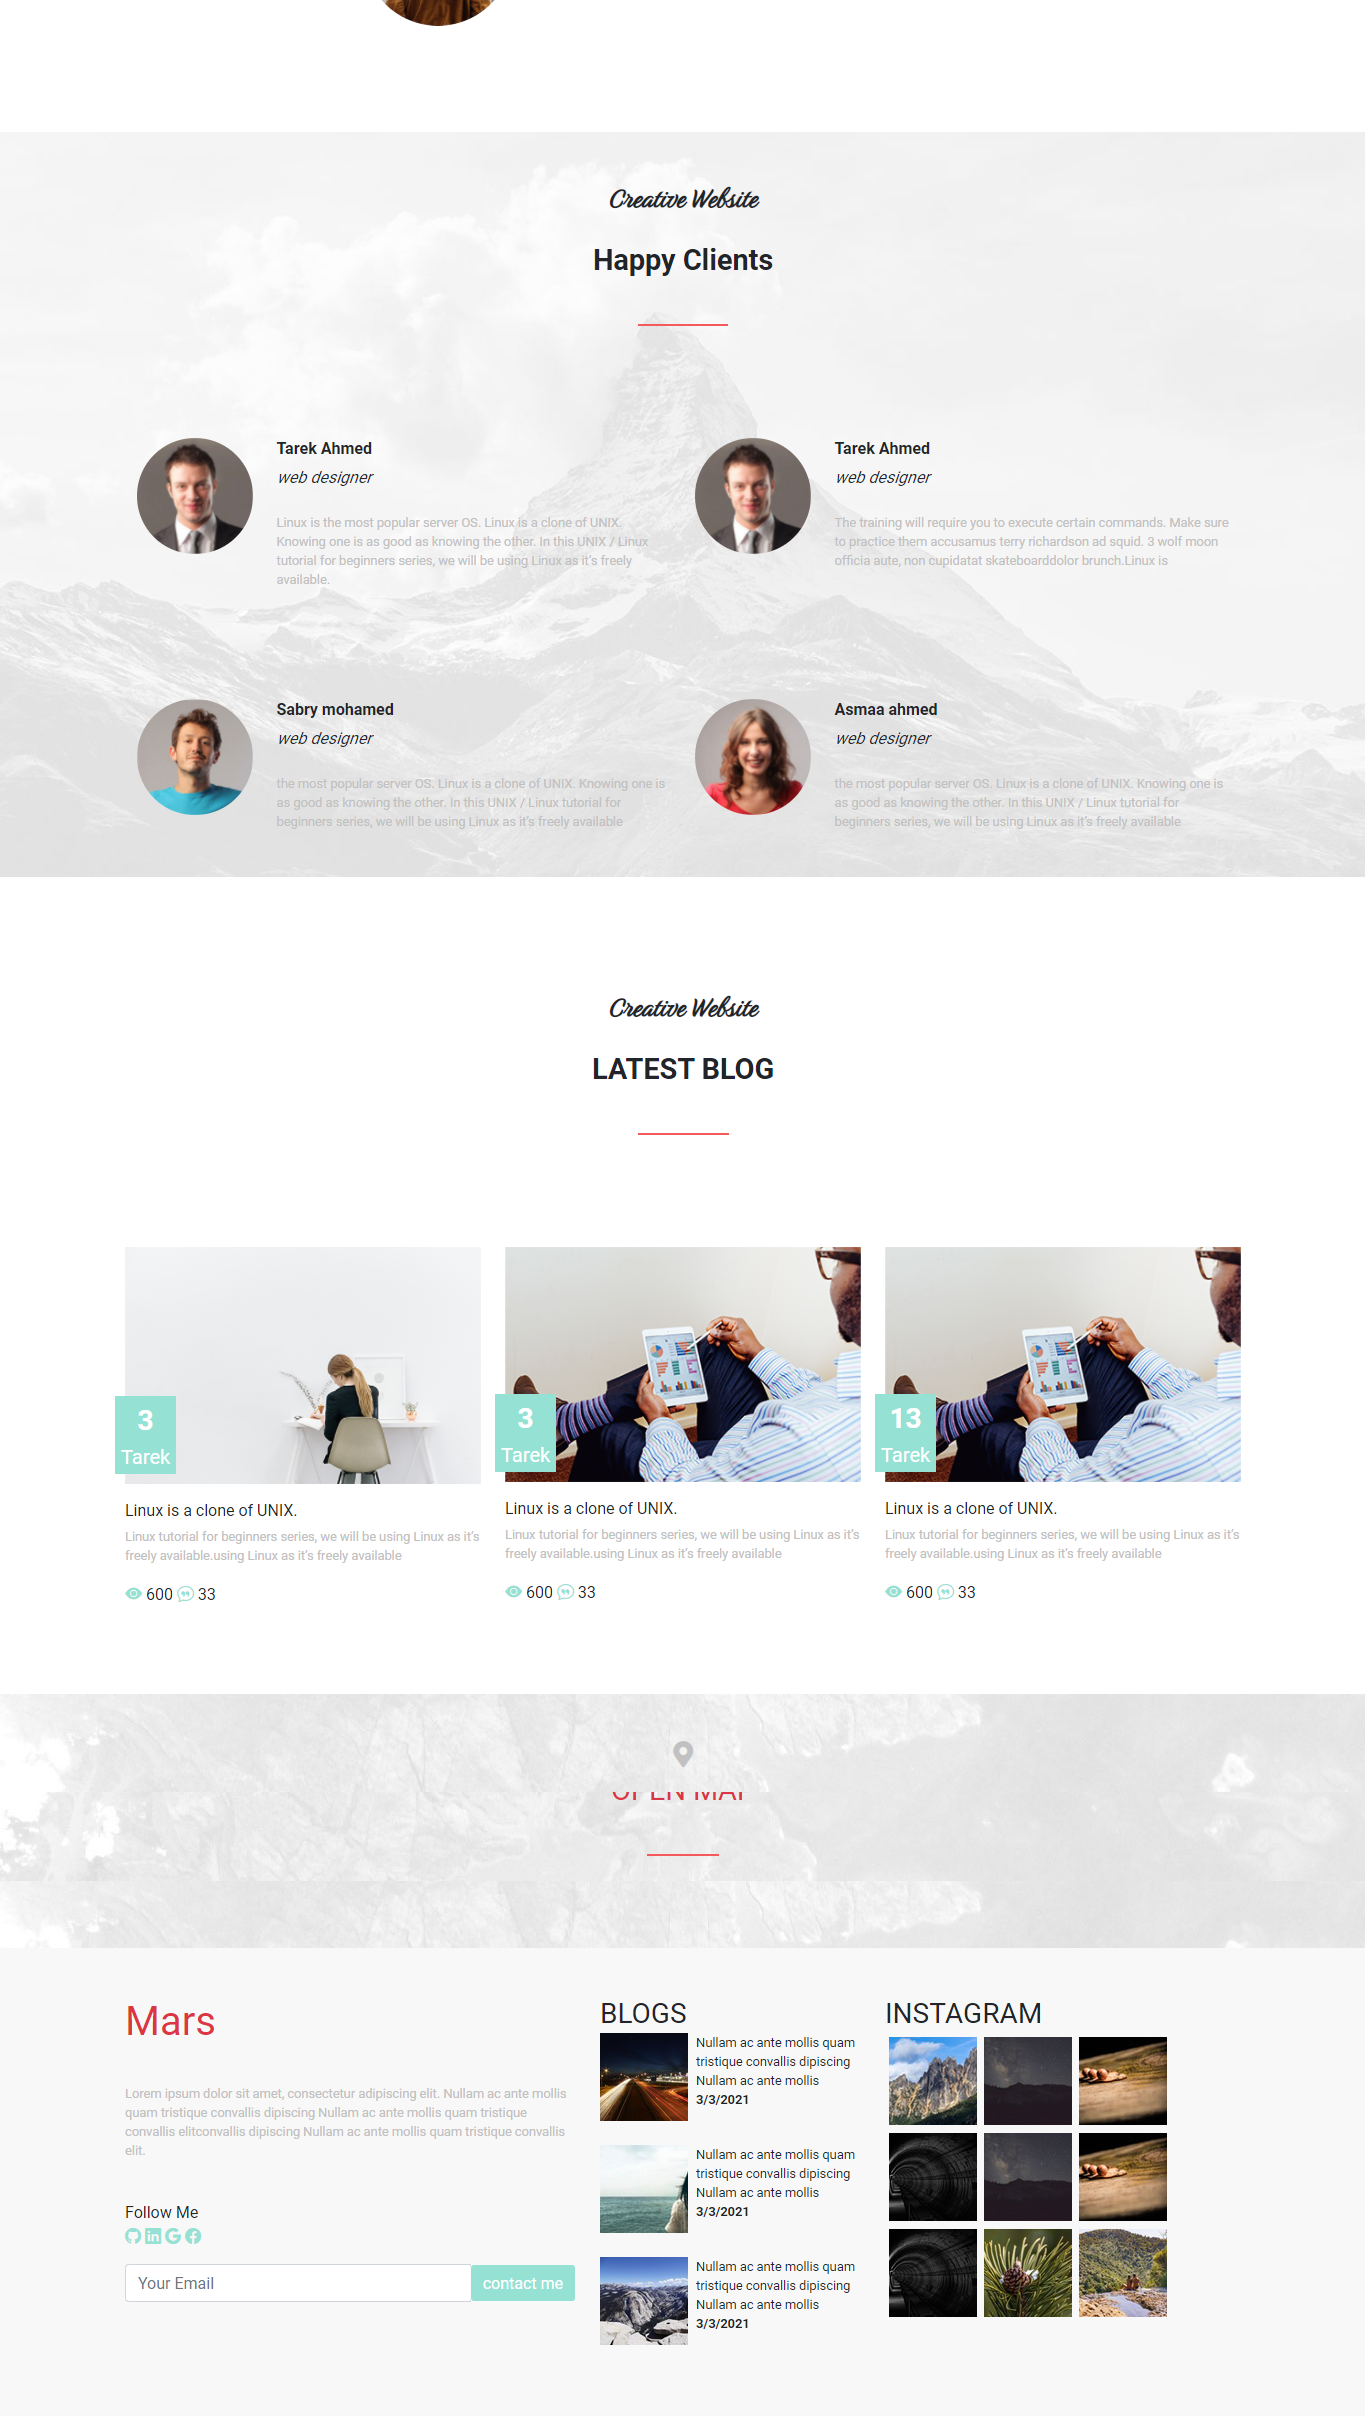 Creative Website
Happy Clients
Tarek Ahmed
web designer
Linux is the most popular server OS. Linux is a clone of UNIX.
Knowing one is as good as knowing the other. In this UNIX / Linux
tutorial for beginners series, we will be using Linux as it's freely
available.
Tarek Ahmed
web designer
The training will require you to execute certain commands. Make sure
to practice them accusamus terry richardson ad squid. 3 wolf moon
officia aute, non cupidatat skateboarddolor brunch.Linux is
Sabry mohamed
web designer
the most popular server OS. Linux is a clone of UNIX. Knowing one is
as good as knowing the other. In this UNIX / Linux tutorial for
beginners series, we will be using Linux as it's freely available
Asmaa ahmed
web designer
the most popular server OS. Linux is a clone of UNIX. Knowing one is
as good as knowing the other. In this UNIX / Linux tutorial for
beginners series, we will be using Linux as it's freely available
Creative Website
LATEST BLOG
3
Tarek
Linux is a clone of UNIX.
Linux tutorial for beginners series, we will be using Linux as it's
freely available.using Linux as it's freely available
600 33
3
Tarek
Linux is a clone of UNIX.
Linux tutorial for beginners series, we will be using Linux as it's
freely available.using Linux as it's freely available
600 33
13
Tarek
Linux is a clone of UNIX.
Linux tutorial for beginners series, we will be using Linux as it's
freely available.using Linux as it's freely available
600 33
OPEN MAP
Mars
Lorem ipsum dolor sit amet, consectetur adipiscing elit. Nullam ac ante mollis
quam tristique convallis dipiscing Nullam ac ante mollis quam tristique
convallis elitconvallis dipiscing Nullam ac ante mollis quam tristique convallis
elit.
Follow Me
Your Email
contact me
BLOGS
Nullam ac ante mollis quam
tristique convallis dipiscing
Nullam ac ante mollis
3/3/2021
Nullam ac ante mollis quam
tristique convallis dipiscing
Nullam ac ante mollis
3/3/2021
Nullam ac ante mollis quam
tristique convallis dipiscing
Nullam ac ante mollis
3/3/2021
INSTAGRAM